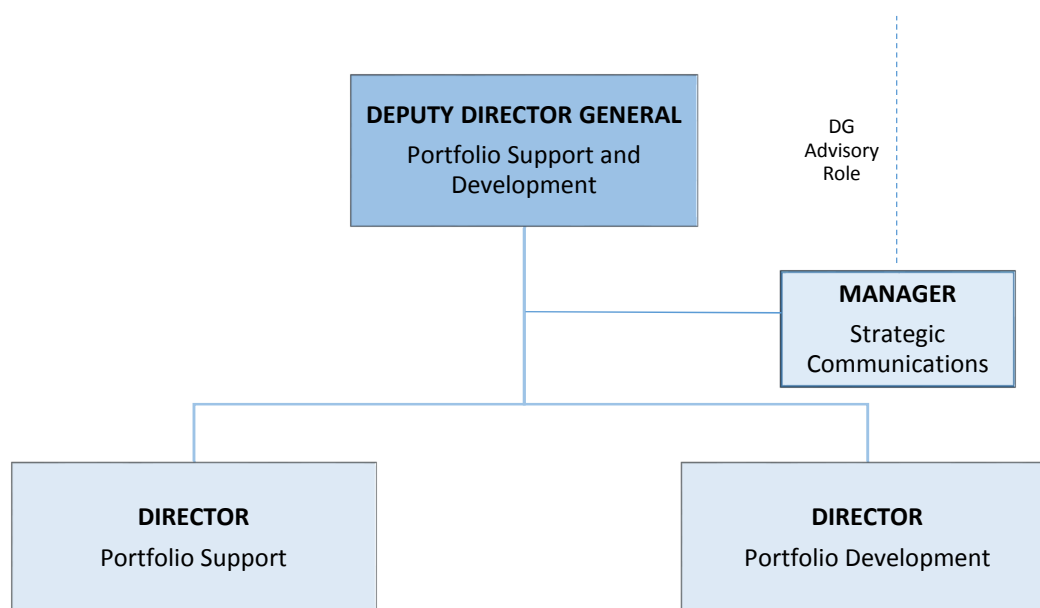 DEPUTY DIRECTOR GENERAL
Portfolio Support and
Development
DG
Advisory
Role
MANAGER
Strategic
Communications
DIRECTOR
Portfolio Support
DIRECTOR
Portfolio Development